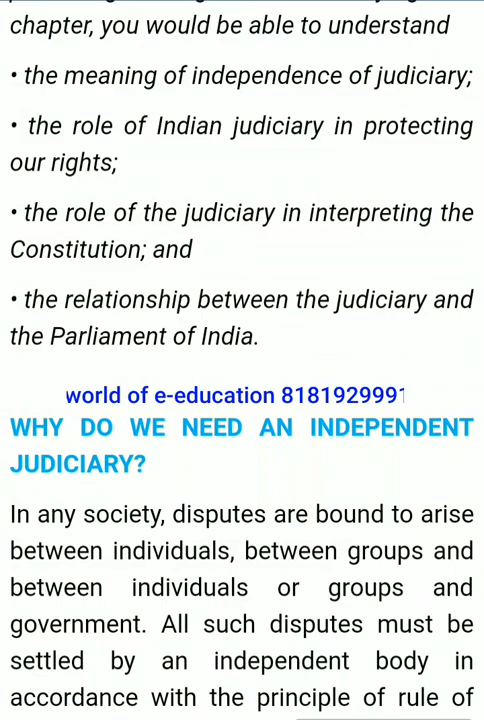 chapter, you would be able to understand
• the meaning of independence of judiciary;
• the role of Indian judiciary in protecting
our rights;
• the role of the judiciary in interpreting the
Constitution; and
• the relationship between the judiciary and
the Parliament of India.
world of e-education 8181929991
WHY DO WE NEED AN INDEPENDENT
JUDICIARY?
In any society, disputes are bound to arise
between individuals, between groups and
between individuals or groups and
government. All such disputes must be
settled by an independent body in
accordance with the principle of rule of